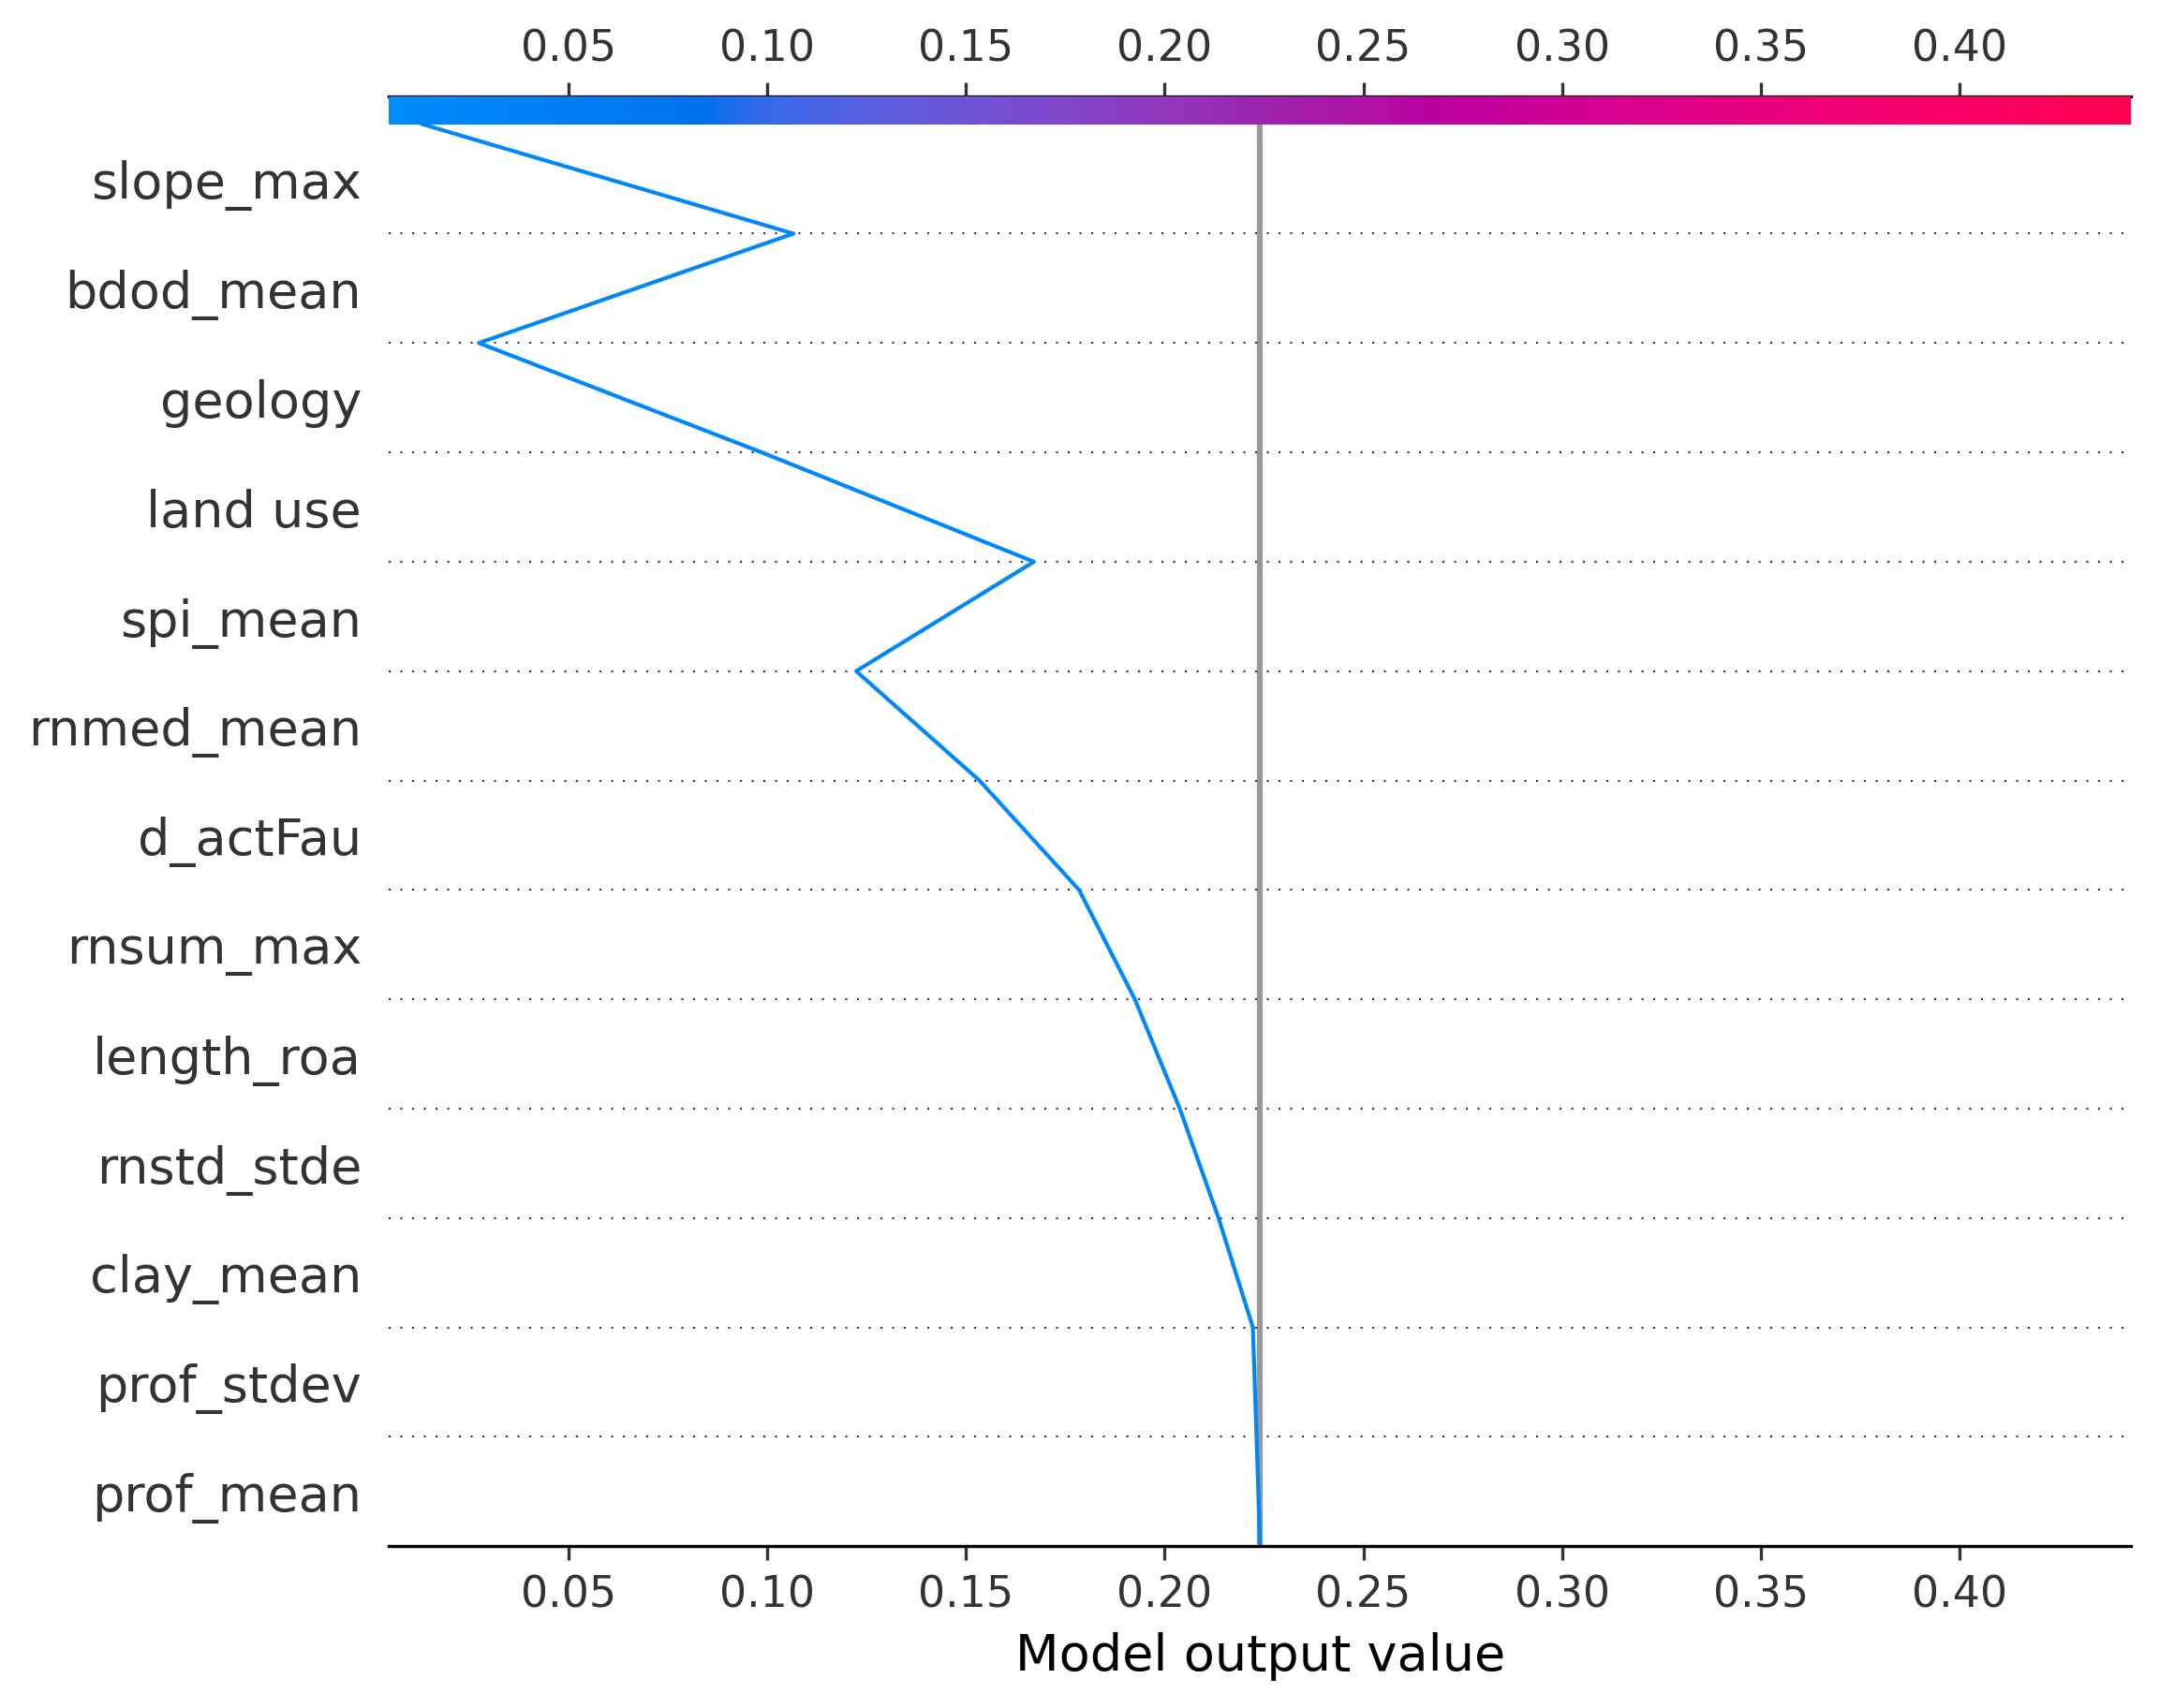 0.05 0.10 0.15 0.20 0.25 0.30 0.35 0.40
slope_max
bdod_mean
geology
land use
spi_mean
rnmed_mean
d_actFau
rnsum_max
length_roa
rnstd_stde
clay_mean
prof_stdev
prof_mean
0.05 0.10 0.15 0.20 0.25 0.30 0.35 0.40
Model output value